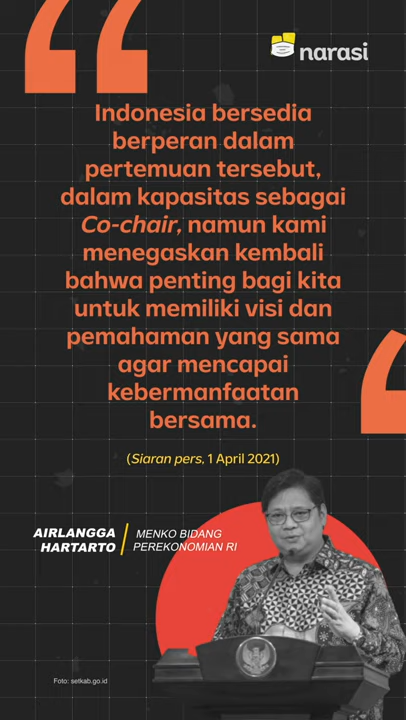 narasi
Indonesia bersedia
berperan dalam
pertemuan tersebut,
dalam kapasitas sebagai
Co-chair, namun kami
menegaskan kembali
bahwa penting bagi kita
untuk memiliki visi dan
pemahaman yang sama
agar mencapai
kebermanfaatan
bersama.
(Siaran pers, 1 April 2021)
AIRLANGGA
HARTARTO
MENKO BIDANG
PEREKONOMIAN RI
Foto: setkab.go.id